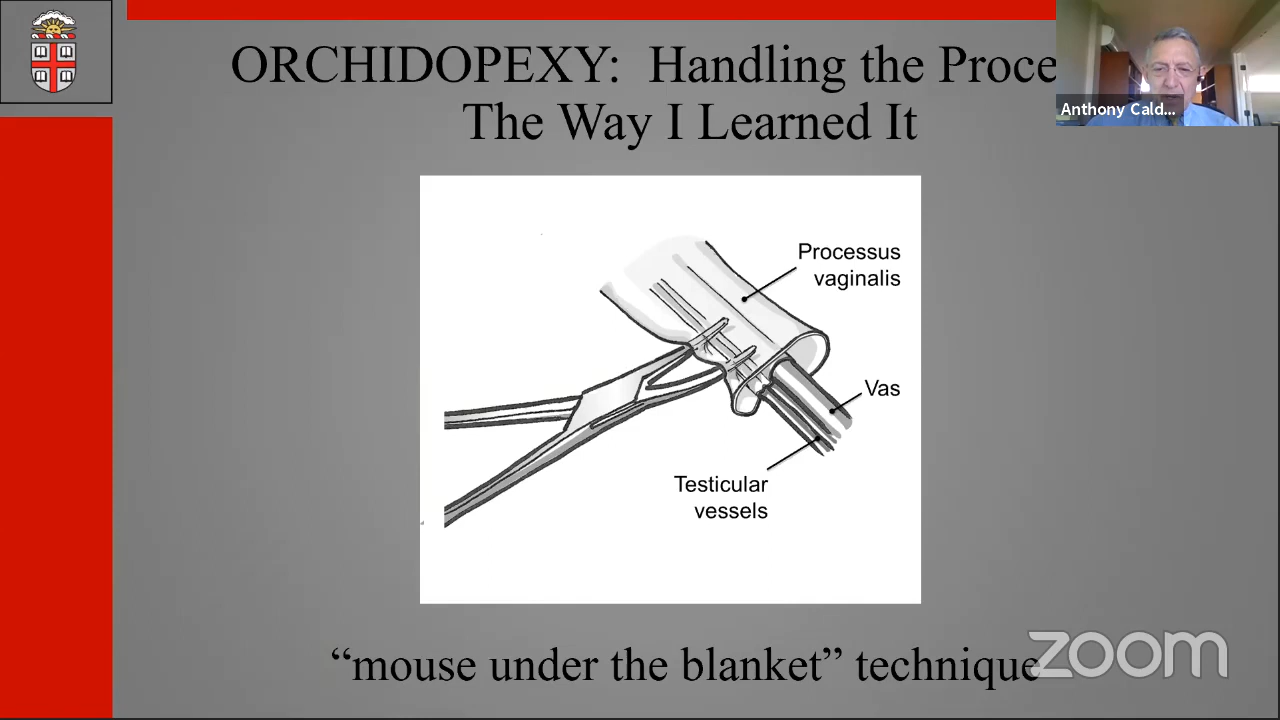 ORCHIDOPEXY: Handling the Proce
The Way I Learned It
Anthony Cald...
Processus
vaginalis
Vas
Testicular
vessels
“mouse under the blanket” technique
zoom